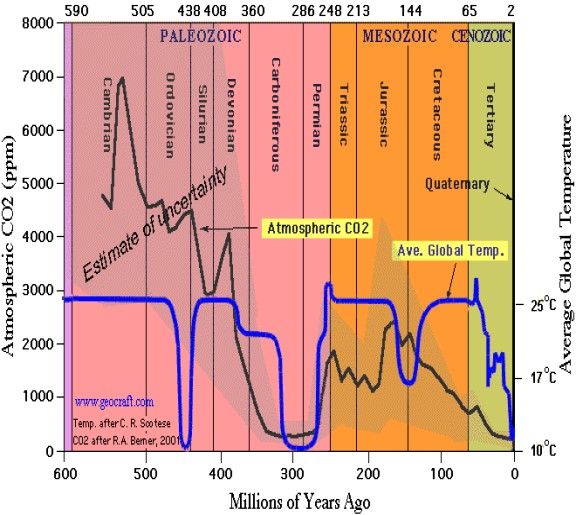 590 505 438 408 360 286 248 213 144 65 2
PALEOZOIC MESOZOIC CENOZOIC
8000
7000
6000
5000
4000
3000
2000
1000
0
Atmospheric CO2 (ppm)
Cambrian
Ordovician
Silurian
Devonian
Carboniferous
Permian
Triassic
Jurassic
Cretaceous
Tertiary
Quaternary
Estimate of uncertainty
Atmospheric CO2
Ave. Global Temp.
25°C
17°C
10°C
Average Global Temperature
www.geocraft.com
Temp. after C. R. Scotese
CO2 after R.A. Berner, 2001
600 500 400 300 200 100 0
Millions of Years Ago